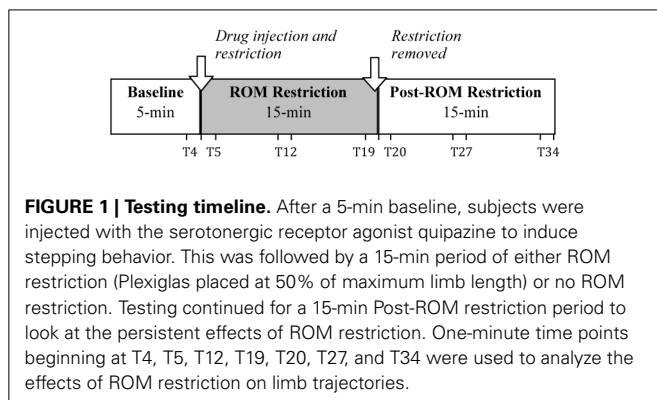 Drug injection and
restriction
Restriction
removed
Baseline
5-min
ROM Restriction
15-min
Post-ROM Restriction
15-min
T4 T5 T12 T19 T20 T27 T34
FIGURE 1 | Testing timeline. After a 5-min baseline, subjects were
injected with the serotonergic receptor agonist quipazine to induce
stepping behavior. This was followed by a 15-min period of either ROM
restriction (Plexiglas placed at 50% of maximum limb length) or no ROM
restriction. Testing continued for a 15-min Post-ROM restriction period to
look at the persistent effects of ROM restriction. One-minute time points
beginning at T4, T5, T12, T19, T20, T27, and T34 were used to analyze the
effects of ROM restriction on limb trajectories.